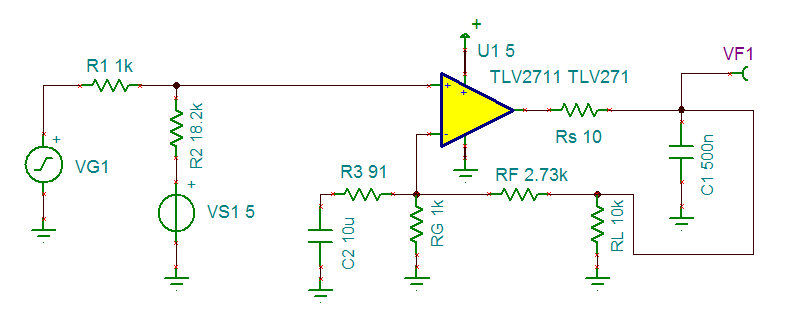 VF1
+
U1 5
R1 1k
TLV2711 TLV271
+
+
-
Rs 10
R2 18.2k
C1 500n
+
VG1
R3 91
RF 2.73k
+
VS1 5
C2 10u
RG 1k
RL 10k